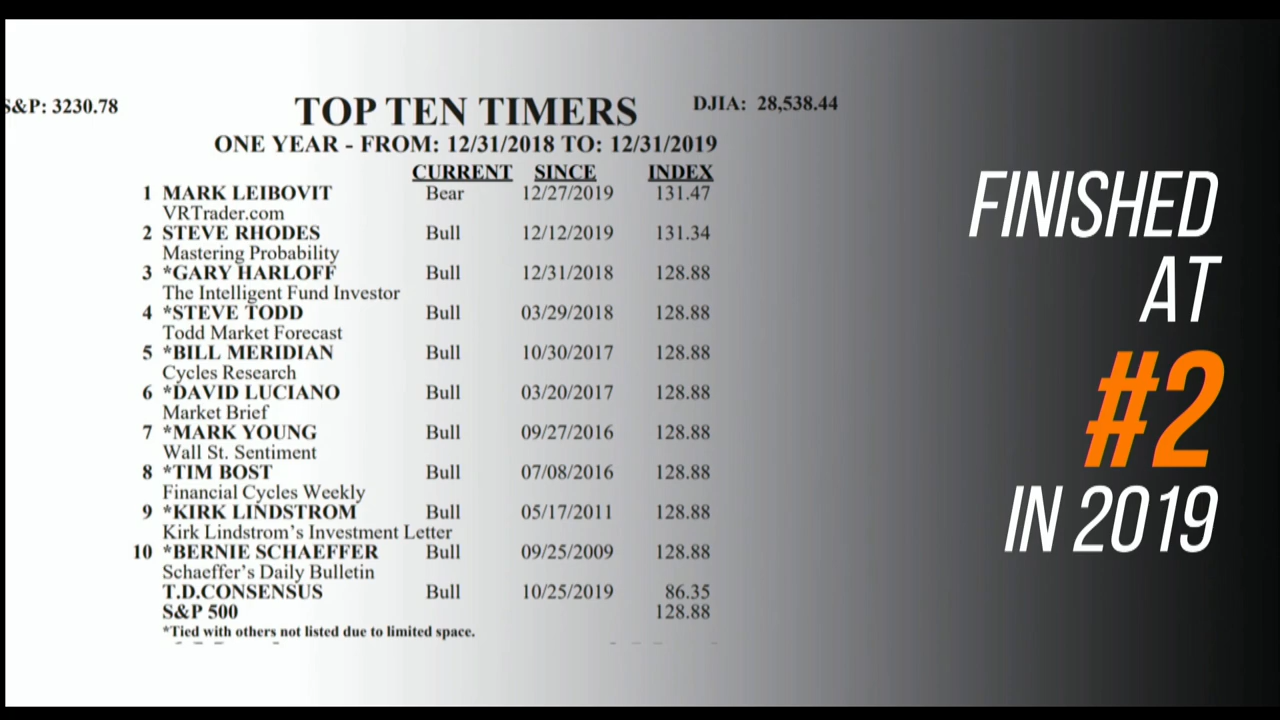 S&P: 3230.78
TOP TEN TIMERS
DJIA: 28,538.44
ONE YEAR - FROM: 12/31/2018 TO: 12/31/2019
CURRENT SINCE INDEX
1 MARK LEIBOVIT Bear 12/27/2019 131.47
VRTrader.com
2 STEVE RHODES Bull 12/12/2019 131.34
Mastering Probability
3 *GARY HARLOFF Bull 12/31/2018 128.88
The Intelligent Fund Investor
4 *STEVE TODD Bull 03/29/2018 128.88
Todd Market Forecast
5 *BILL MERIDIAN Bull 10/30/2017 128.88
Cycles Research
6 *DAVID LUCIANO Bull 03/20/2017 128.88
Market Brief
7 *MARK YOUNG Bull 09/27/2016 128.88
Wall St. Sentiment
8 *TIM BOST Bull 07/08/2016 128.88
Financial Cycles Weekly
9 *KIRK LINDSTROM Bull 05/17/2011 128.88
Kirk Lindstrom's Investment Letter
10 *BERNIE SCHAEFFER Bull 09/25/2009 128.88
Schaeffer's Daily Bulletin
T.D.CONSENSUS Bull 10/25/2019 86.35
S&P 500 128.88
*Tied with others not listed due to limited space.
FINISHED
AT
#2
IN 2019